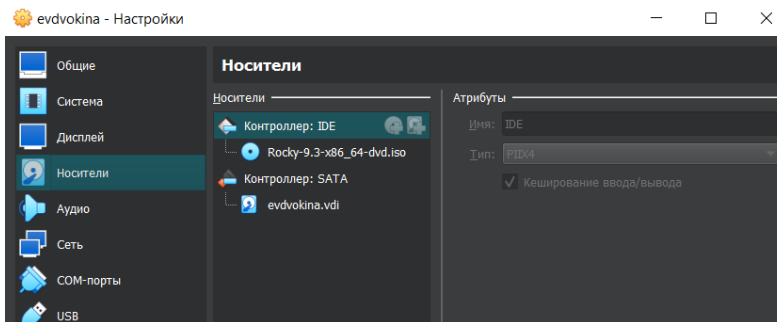 evdvokina - Настройки
Общие
Система
Дисплей
Носители
Аудио
Сеть
COM-порты
USB
Носители
Носители
Контроллер: IDE
Rocky-9.3-x86_64-dvd.iso
Контроллер: SATA
evdvokina.vdi
Атрибуты
Имя: IDE
Тип: PIIX4
Кеширование ввода/вывода